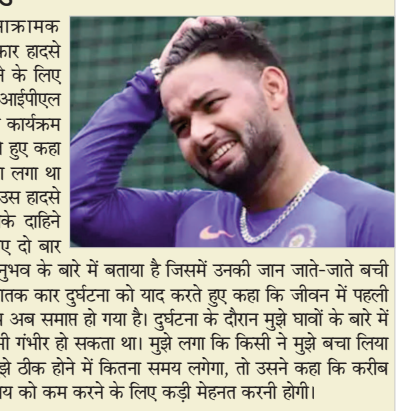 आक्रामक
कार हादसे
ने के लिए
आईपीएल
कार्यक्रम
हुए कहा
लगा था
उस हादसे
के दाहिने
ए दो बार
नुभव के बारे में बताया है जिसमें उनकी जान जाते-जाते बची
तक कार दुर्घटना को याद करते हुए कहा कि जीवन में पहली
अब समाप्त हो गया है। दुर्घटना के दौरान मुझे घावों के बारे में
गंभीर हो सकता था। मुझे लगा कि किसी ने मुझे बचा लिया
झे ठीक होने में कितना समय लगेगा, तो उसने कहा कि करीब
य को कम करने के लिए कड़ी मेहनत करनी होगी।